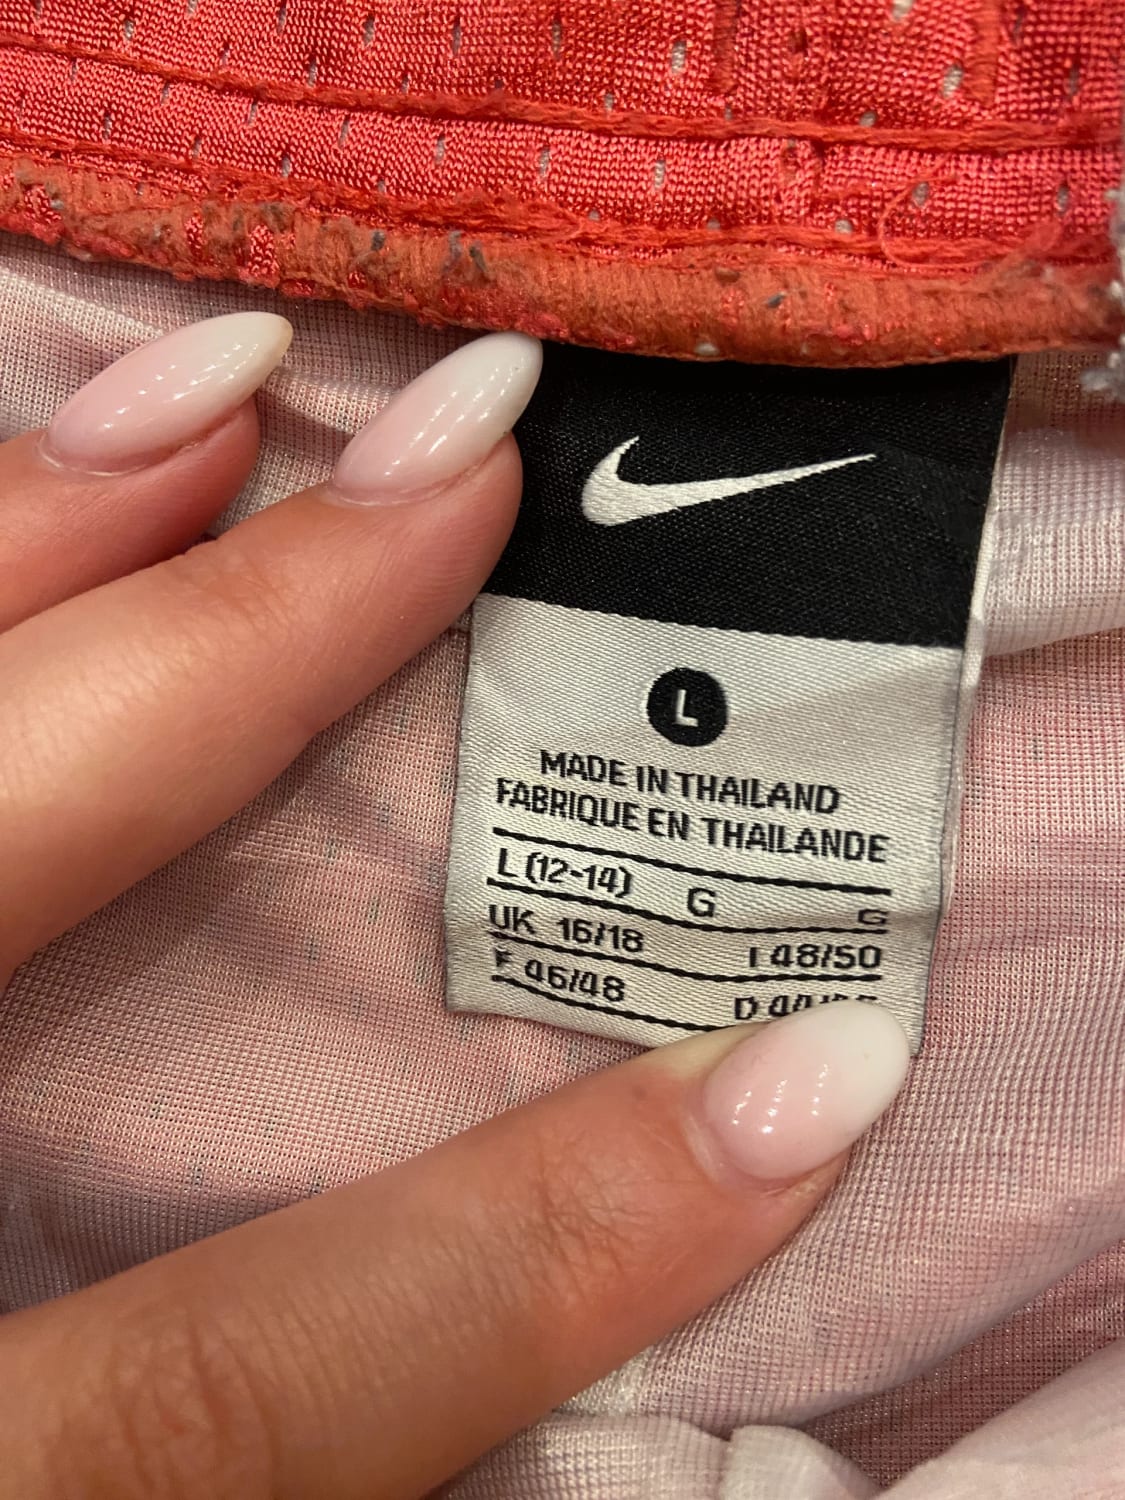 L
MADE IN THAILAND
FABRIQUE EN THAILANDE
L (12-14) G G
UK 16/18 I 48/50
F 46/48 D